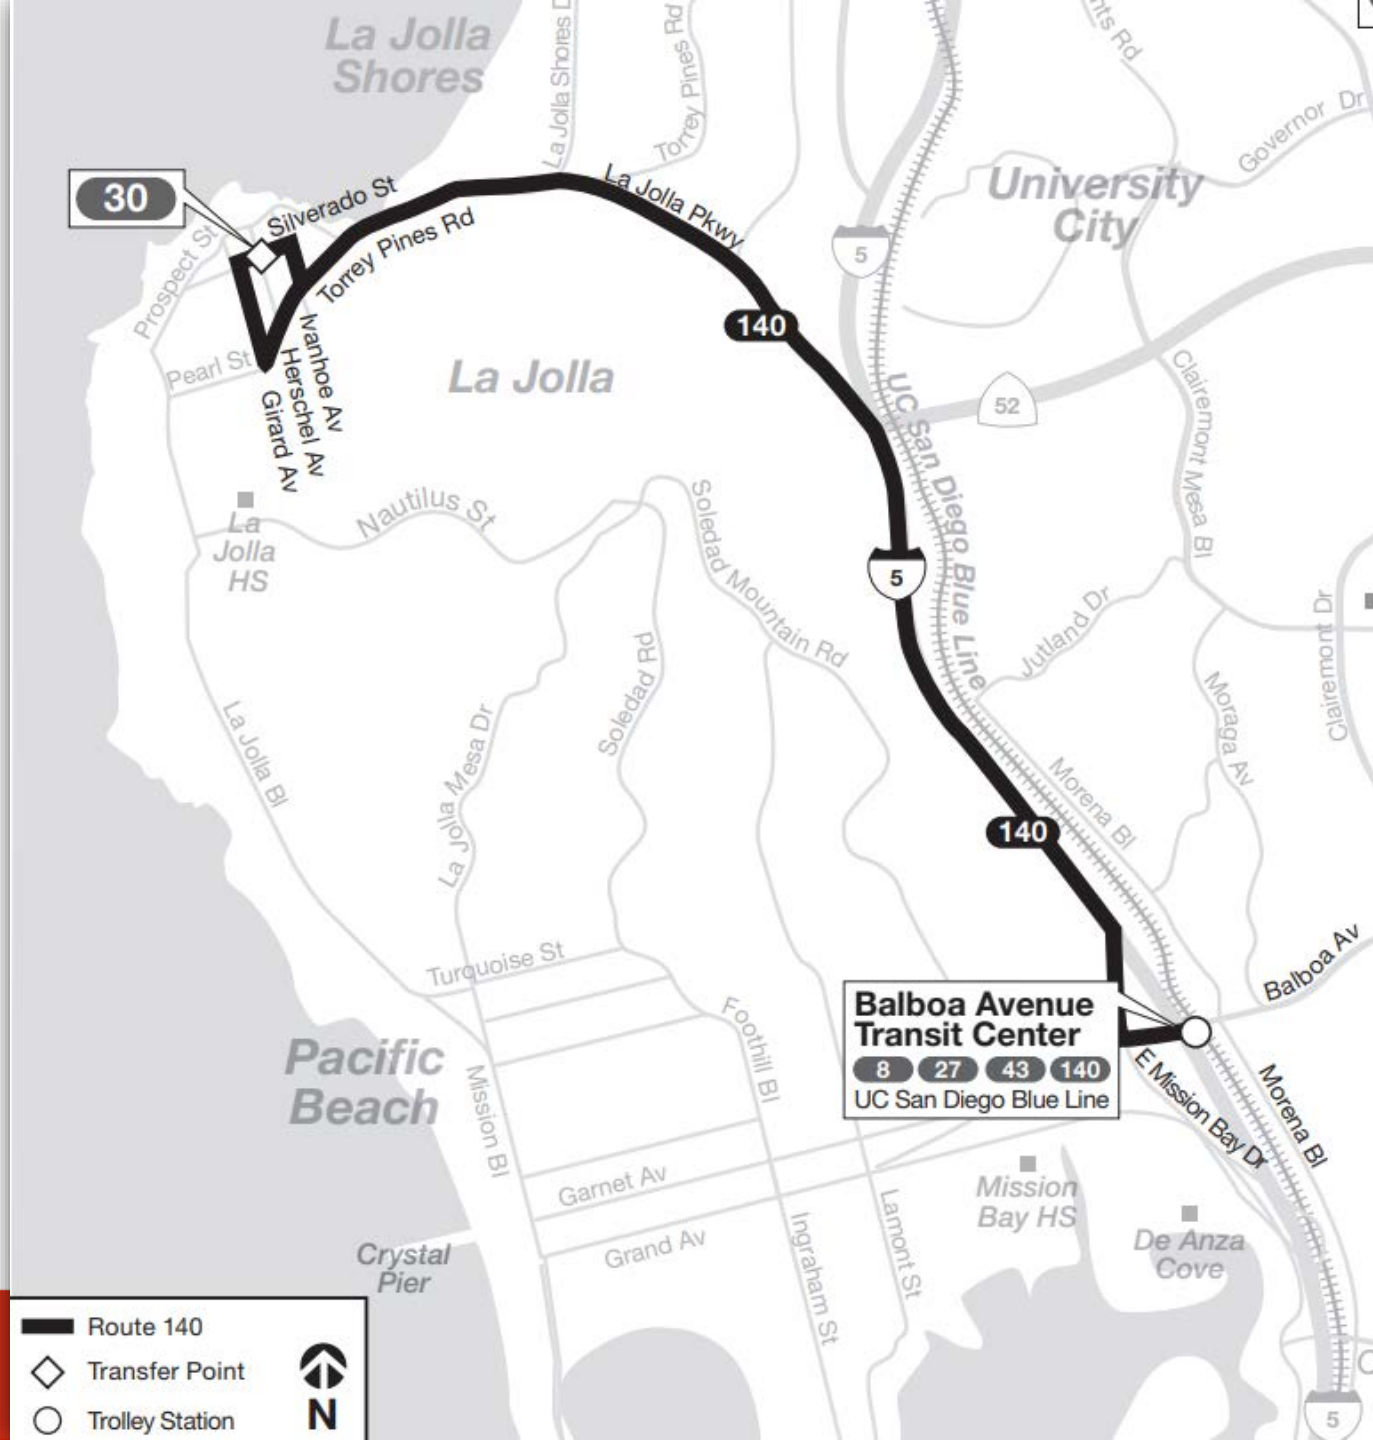 La Jolla
Shores
La Jolla Shores D
Torrey Pines Rd
nts Rd
Governor Dr
University
City
30
Silverado St
Prospect St
Torrey Pines Rd
La Jolla Pkwy
5
140
Pearl St
Ivanhoe Av
Herschel Av
Girard Av
La Jolla
52
UC San Diego Blue Line
Clairemont Mesa Bl
La
Jolla
HS
Nautilus St
Soledad Mountain Rd
5
Jutland Dr
Clairemont Dr
Soledad Rd
La Jolla Bl
La Jolla Mesa Dr
Moraga Av
Morena Bl
140
Turquoise St
Balboa Av
Balboa Avenue
Transit Center
8 27 43 140
UC San Diego Blue Line
Pacific
Beach
Foothill Bl
Mission Bl
E Mission Bay Dr
Morena Bl
Garnet Av
Grand Av
Ingraham St
Lamont St
Mission
Bay HS
De Anza
Cove
Crystal
Pier
Route 140
Transfer Point
Trolley Station
N
C
5